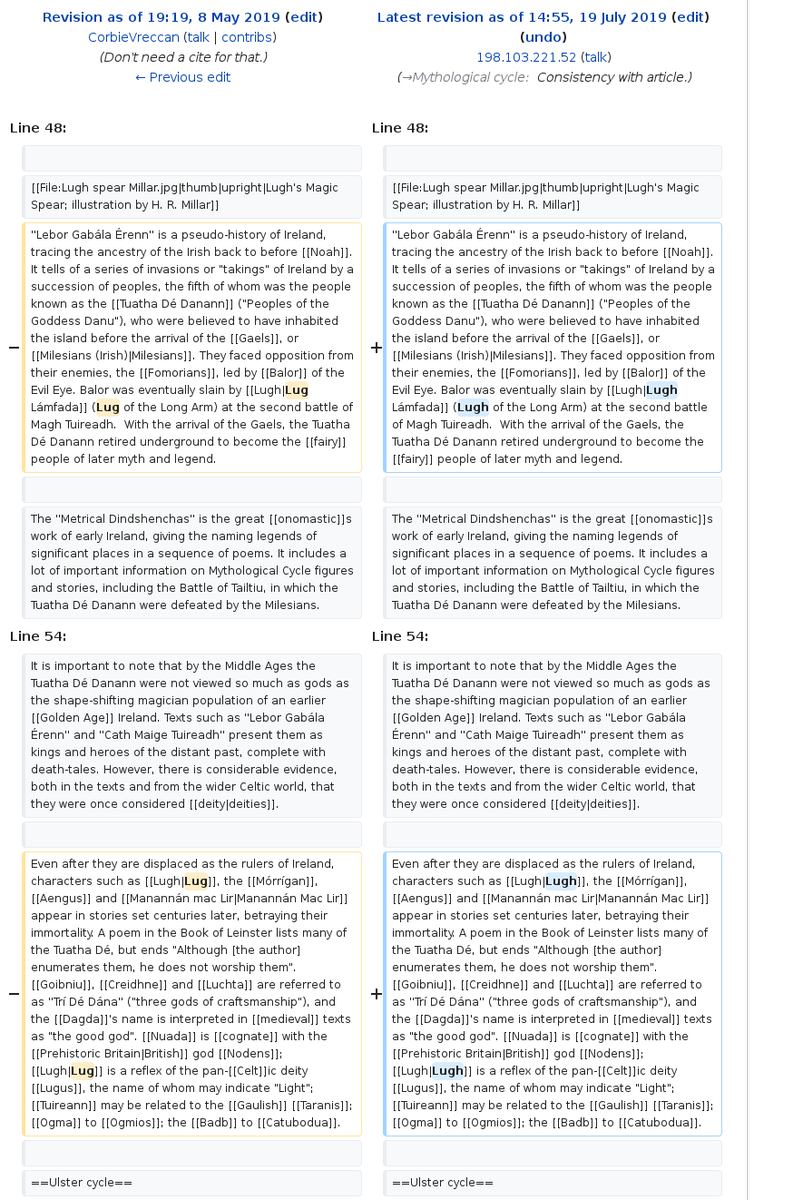 Revision as of 19:19, 8 May 2019 (edit)
CorbieVreccan (talk | contribs)
(Don't need a cite for that.)
← Previous edit
Latest revision as of 14:55, 19 July 2019 (edit)
(undo)
198.103.221.52 (talk)
(→Mythological cycle: Consistency with article.)
Line 48:
[[File:Lugh spear Millar.jpg|thumb|upright|Lugh's Magic
Spear; illustration by H. R. Millar]]
− ''Lebor Gabála Érenn'' is a pseudo-history of Ireland,
tracing the ancestry of the Irish back to before [[Noah]].
It tells of a series of invasions or "takings" of Ireland by a
succession of peoples, the fifth of whom was the people
known as the [[Tuatha Dé Danann]] ("Peoples of the
Goddess Danu"), who were believed to have inhabited
the island before the arrival of the [[Gaels]], or
[[Milesians (Irish)|Milesians]]. They faced opposition from
their enemies, the [[Fomorians]], led by [[Balor]] of the
Evil Eye. Balor was eventually slain by [[Lugh|Lug
Lámfada]] (Lug of the Long Arm) at the second battle of
Magh Tuireadh.  With the arrival of the Gaels, the Tuatha
Dé Danann retired underground to become the [[fairy]]
people of later myth and legend.
The ''Metrical Dindshenchas'' is the great [[onomastic]]s
work of early Ireland, giving the naming legends of
significant places in a sequence of poems. It includes a
lot of important information on Mythological Cycle figures
and stories, including the Battle of Tailtiu, in which the
Tuatha Dé Danann were defeated by the Milesians.
Line 48:
[[File:Lugh spear Millar.jpg|thumb|upright|Lugh's Magic
Spear; illustration by H. R. Millar]]
+ ''Lebor Gabála Érenn'' is a pseudo-history of Ireland,
tracing the ancestry of the Irish back to before [[Noah]].
It tells of a series of invasions or "takings" of Ireland by a
succession of peoples, the fifth of whom was the people
known as the [[Tuatha Dé Danann]] ("Peoples of the
Goddess Danu"), who were believed to have inhabited
the island before the arrival of the [[Gaels]], or
[[Milesians (Irish)|Milesians]]. They faced opposition from
their enemies, the [[Fomorians]], led by [[Balor]] of the
Evil Eye. Balor was eventually slain by [[Lugh|Lugh
Lámfada]] (Lugh of the Long Arm) at the second battle
of Magh Tuireadh.  With the arrival of the Gaels, the
Tuatha Dé Danann retired underground to become the
[[fairy]] people of later myth and legend.
The ''Metrical Dindshenchas'' is the great [[onomastic]]s
work of early Ireland, giving the naming legends of
significant places in a sequence of poems. It includes a
lot of important information on Mythological Cycle figures
and stories, including the Battle of Tailtiu, in which the
Tuatha Dé Danann were defeated by the Milesians.
Line 54:
It is important to note that by the Middle Ages the
Tuatha Dé Danann were not viewed so much as gods as
the shape-shifting magician population of an earlier
[[Golden Age]] Ireland. Texts such as ''Lebor Gabála
Érenn'' and ''Cath Maige Tuireadh'' present them as
kings and heroes of the distant past, complete with
death-tales. However, there is considerable evidence,
both in the texts and from the wider Celtic world, that
they were once considered [[deity|deities]].
− Even after they are displaced as the rulers of Ireland,
characters such as [[Lugh|Lug]], the [[Mórrígan]],
[[Aengus]] and [[Manannán mac Lir|Manannán Mac Lir]]
appear in stories set centuries later, betraying their
immortality. A poem in the Book of Leinster lists many of
the Tuatha Dé, but ends "Although [the author]
enumerates them, he does not worship them".
[[Goibniu]], [[Creidhne]] and [[Luchta]] are referred to
as ''Trí Dé Dána'' ("three gods of craftsmanship"), and
the [[Dagda]]'s name is interpreted in [[medieval]] texts
as "the good god". [[Nuada]] is [[cognate]] with the
[[Prehistoric Britain|British]] god [[Nodens]];
[[Lugh|Lug]] is a reflex of the pan-[[Celt]]ic deity
[[Lugus]], the name of whom may indicate "Light";
[[Tuireann]] may be related to the [[Gaulish]] [[Taranis]];
[[Ogma]] to [[Ogmios]]; the [[Badb]] to [[Catubodua]].
==Ulster cycle==
Line 54:
It is important to note that by the Middle Ages the
Tuatha Dé Danann were not viewed so much as gods as
the shape-shifting magician population of an earlier
[[Golden Age]] Ireland. Texts such as ''Lebor Gabála
Érenn'' and ''Cath Maige Tuireadh'' present them as
kings and heroes of the distant past, complete with
death-tales. However, there is considerable evidence,
both in the texts and from the wider Celtic world, that
they were once considered [[deity|deities]].
+ Even after they are displaced as the rulers of Ireland,
characters such as [[Lugh|Lugh]], the [[Mórrígan]],
[[Aengus]] and [[Manannán mac Lir|Manannán Mac Lir]]
appear in stories set centuries later, betraying their
immortality. A poem in the Book of Leinster lists many of
the Tuatha Dé, but ends "Although [the author]
enumerates them, he does not worship them".
[[Goibniu]], [[Creidhne]] and [[Luchta]] are referred to
as ''Trí Dé Dána'' ("three gods of craftsmanship"), and
the [[Dagda]]'s name is interpreted in [[medieval]] texts
as "the good god". [[Nuada]] is [[cognate]] with the
[[Prehistoric Britain|British]] god [[Nodens]];
[[Lugh|Lugh]] is a reflex of the pan-[[Celt]]ic deity
[[Lugus]], the name of whom may indicate "Light";
[[Tuireann]] may be related to the [[Gaulish]] [[Taranis]];
[[Ogma]] to [[Ogmios]]; the [[Badb]] to [[Catubodua]].
==Ulster cycle==